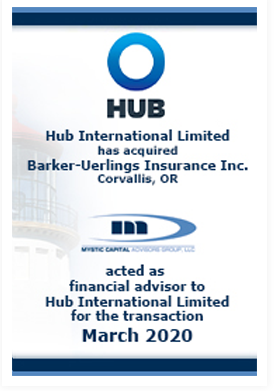 HUB
Hub International Limited
has acquired
Barker-Uerlings Insurance Inc.
Corvallis, OR
m
MYSTIC CAPITAL ADVISORS GROUP, LLC
acted as
financial advisor to
Hub International Limited
for the transaction
March 2020